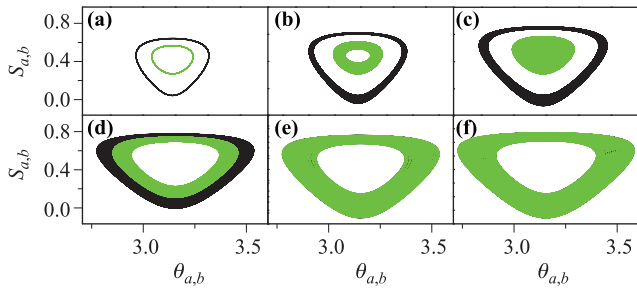 (a) (b) (c)
0.8
S_{a,b} 0.4
0.0
(d) (e) (f)
0.8
S_{a,b} 0.4
0.0
3.0 3.5 3.0 3.5 3.0 3.5
θ_{a,b} θ_{a,b} θ_{a,b}